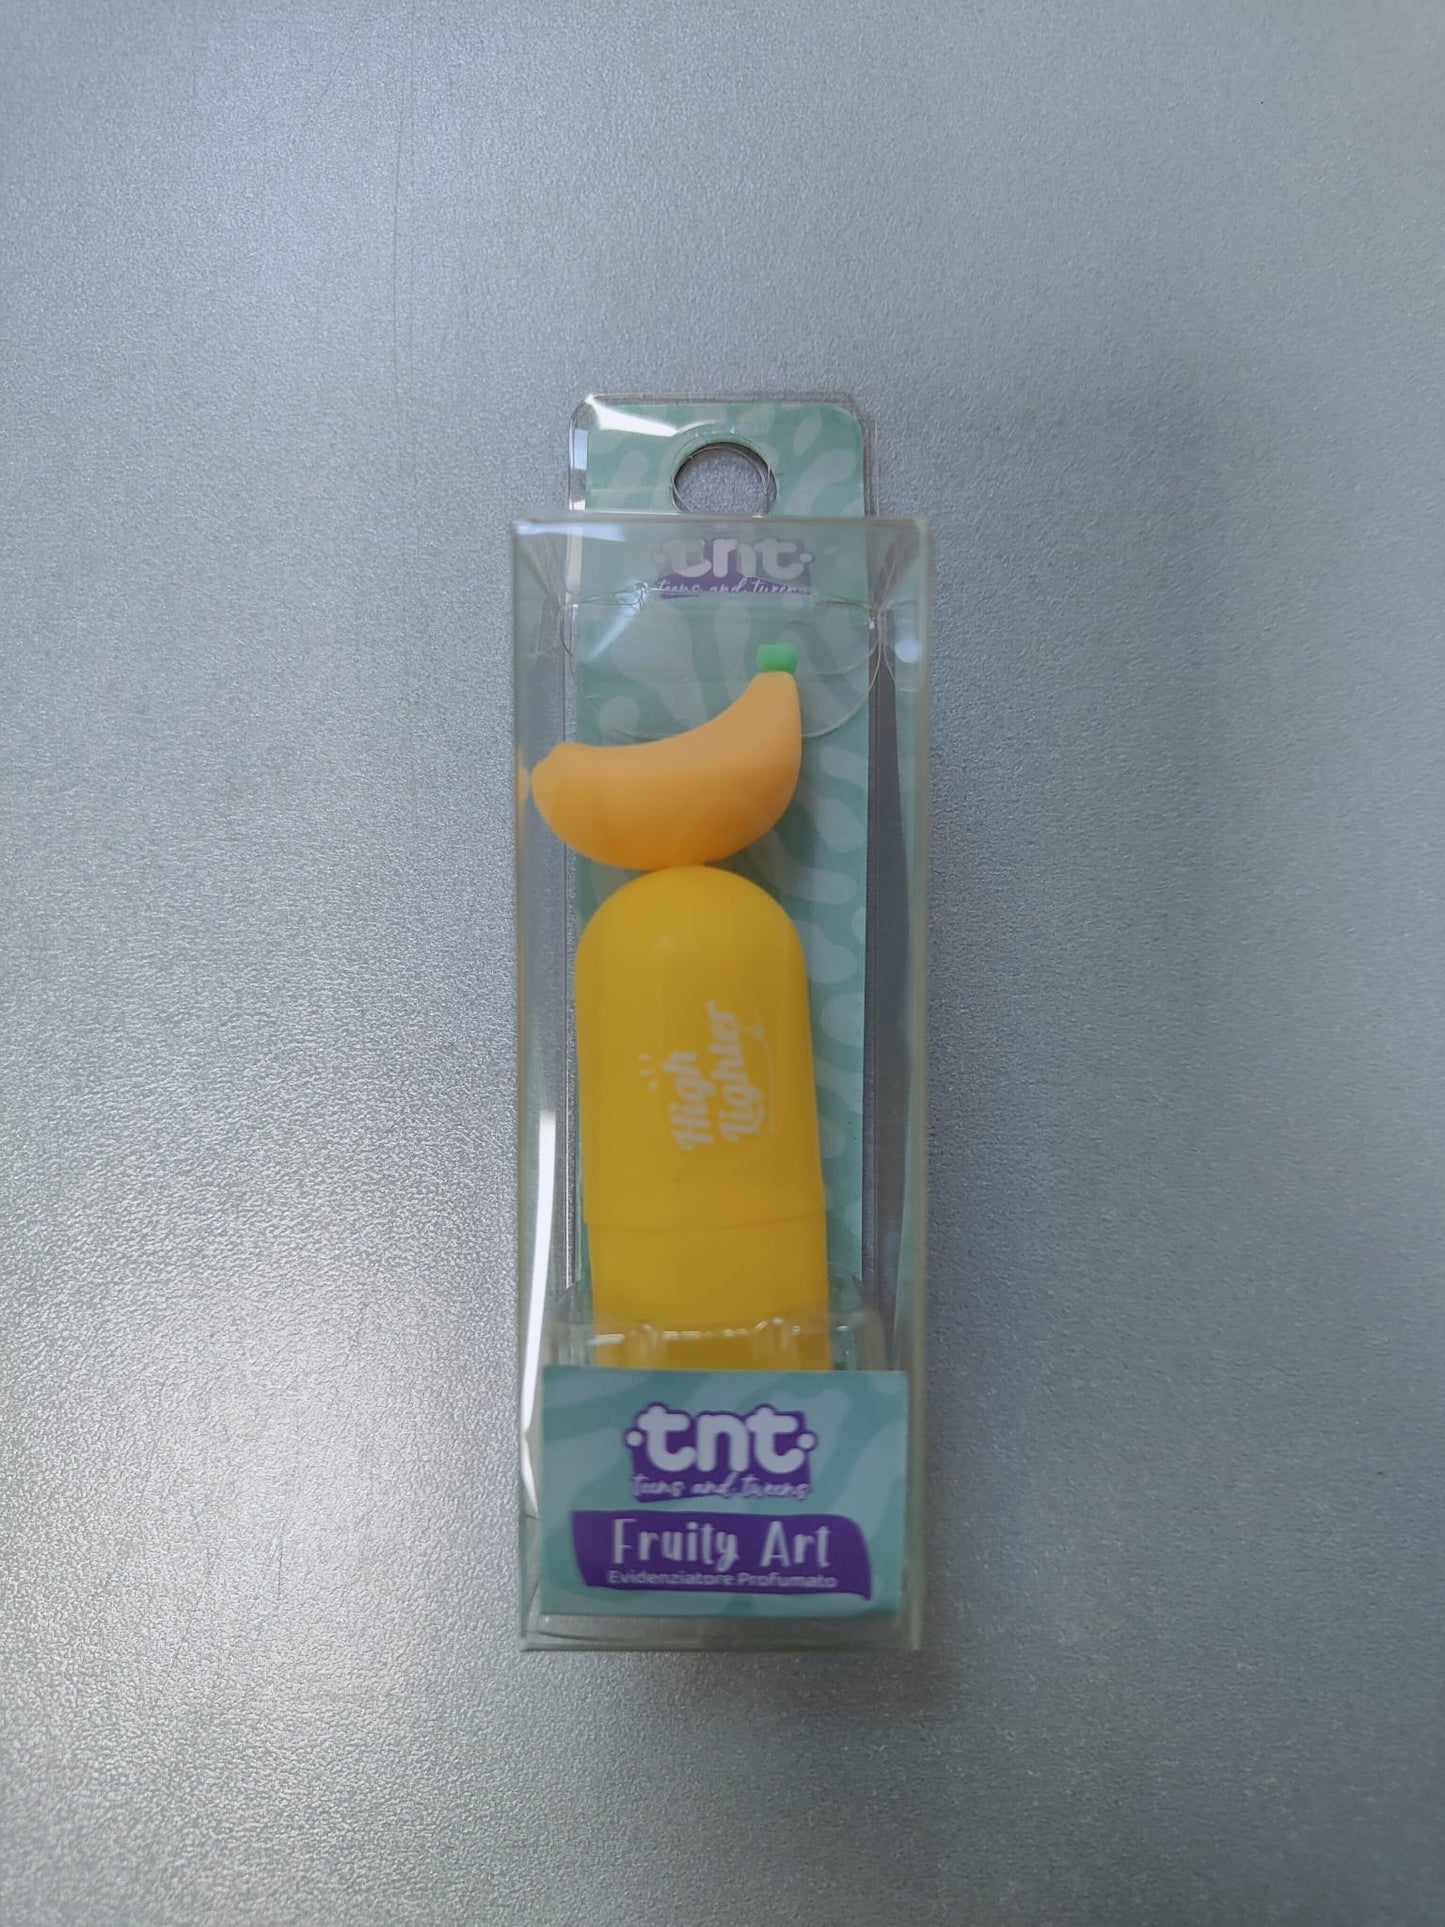 tnt
teens and tweens
High
Lighter
tnt
teens and tweens
Fruity Art
Evidenziatore Profumato